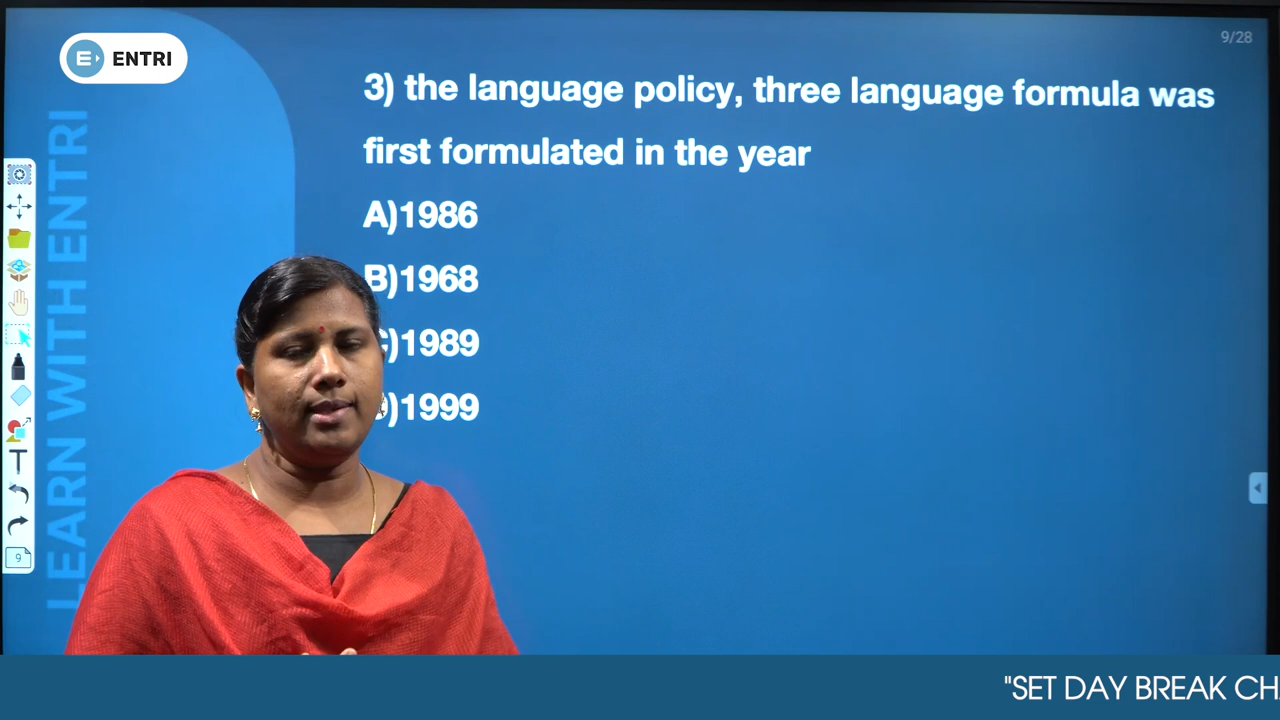 ENTRI
9/28
3) the language policy, three language formula was
first formulated in the year
A)1986
B)1968
)1989
)1999
LEARN WITH ENTRI
9
"SET DAY BREAK CH